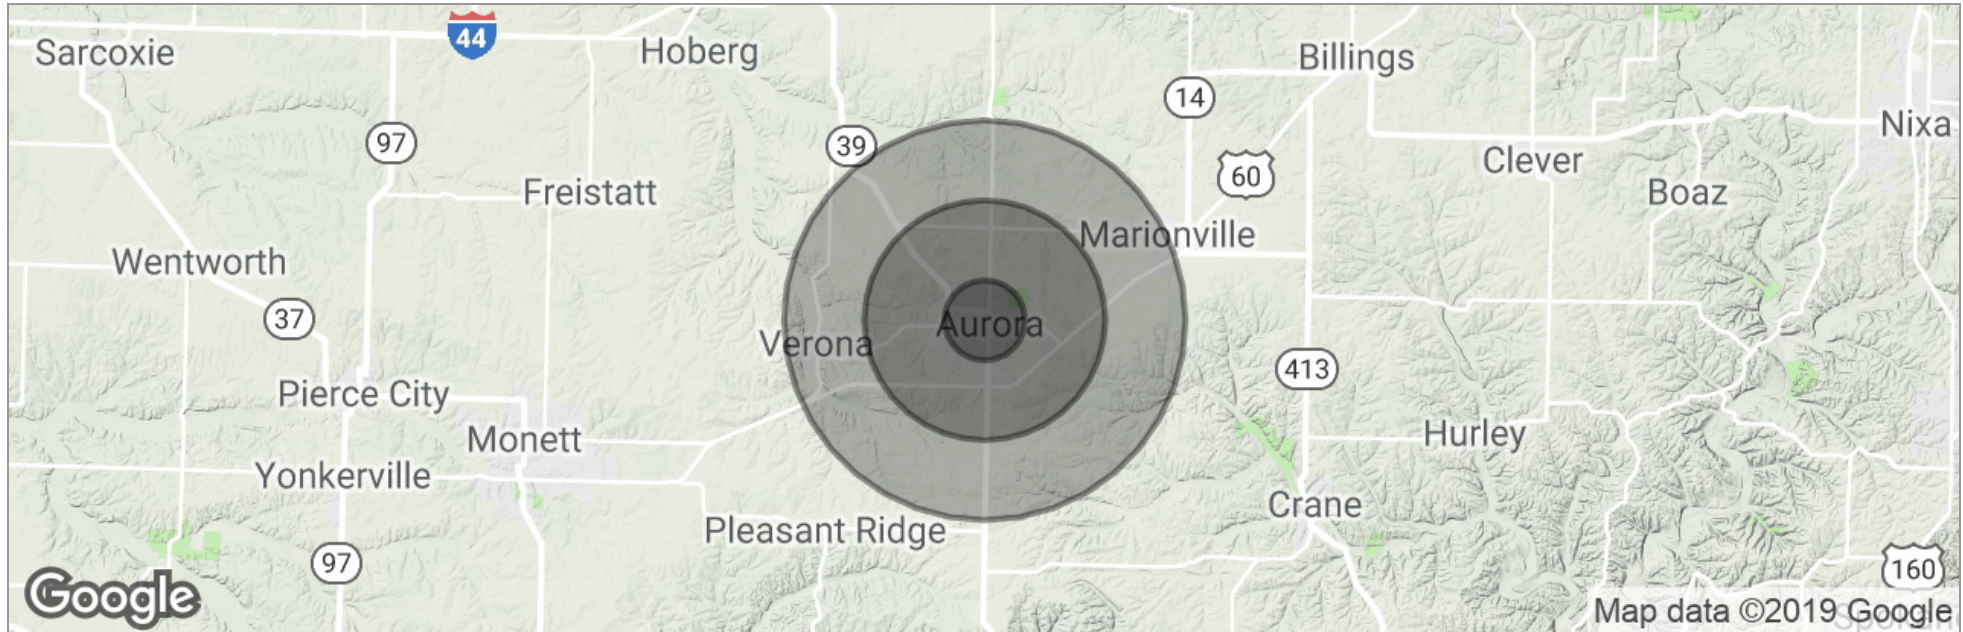 44
Sarcoxie
Hoberg
Billings
14
Nixa
97
39
Clever
60
Freistatt
Boaz
Marionville
Wentworth
37
Aurora
Verona
413
Pierce City
Monett
Hurley
Yonkerville
Crane
Pleasant Ridge
97
160
Google
Map data ©2019 Google